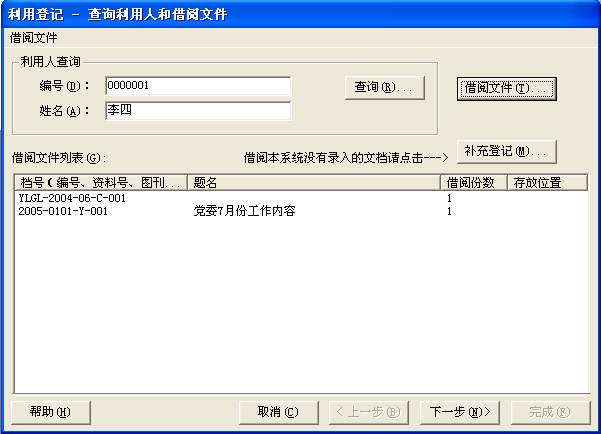 利用登记 - 查询利用人和借阅文件
借阅文件
利用人查询
编号(D)： 0000001 查询(R)... 借阅文件(T)...
姓名(A)： 李四
借阅文件列表(G): 借阅本系统没有录入的文档请点击---> 补充登记(M)...
档号(编号、资料号、图刊... 题名 借阅份数 存放位置
YLGL-2004-06-C-001 1
2005-0101-Y-001 党委7月份工作内容 1
帮助(H) 取消(C) < 上一步(B) 下一步(N)> 完成(F)